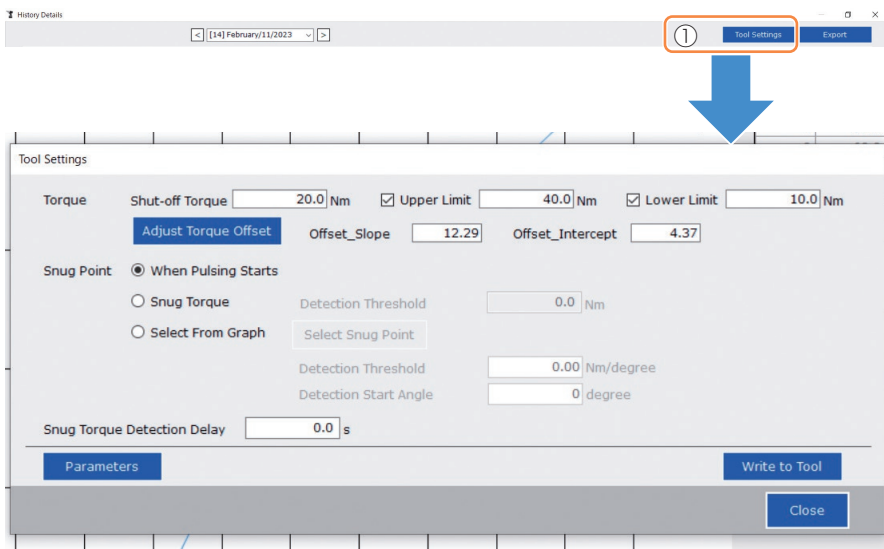 History Details
< [14] February/11/2023 >
① Tool Settings Export
Tool Settings
Torque Shut-off Torque 20.0 Nm Upper Limit 40.0 Nm Lower Limit 10.0 Nm
Adjust Torque Offset Offset_Slope 12.29 Offset_Intercept 4.37
Snug Point When Pulsing Starts
Snug Torque Detection Threshold 0.0 Nm
Select From Graph Select Snug Point
Detection Threshold 0.00 Nm/degree
Detection Start Angle 0 degree
Snug Torque Detection Delay 0.0 s
Parameters Write to Tool
Close